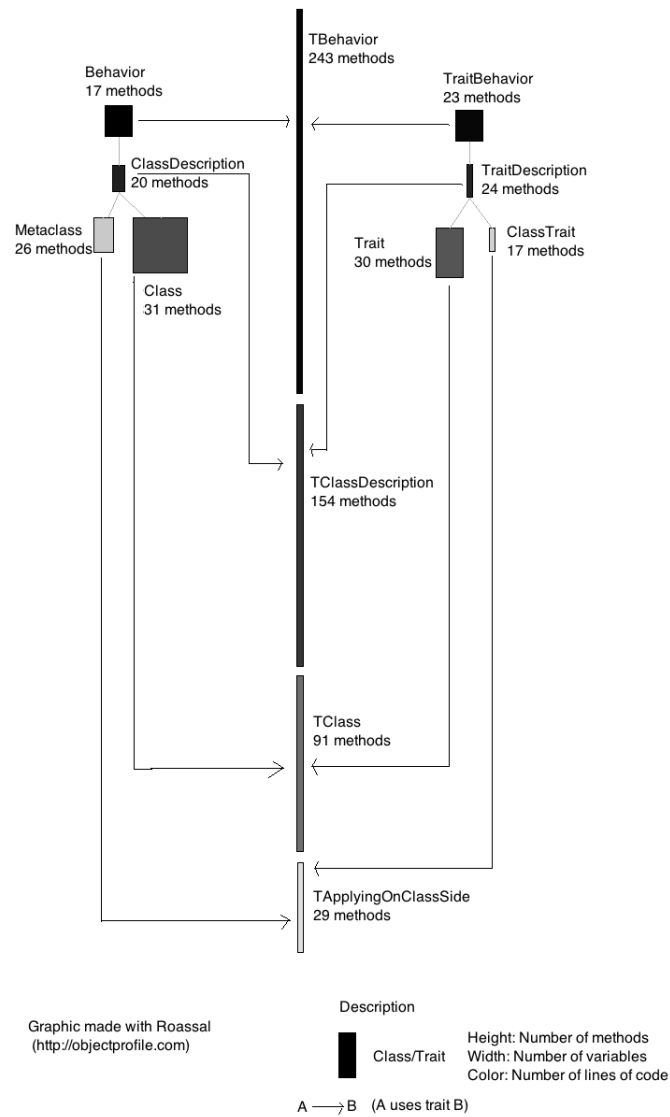 TBehavior
243 methods
Behavior
17 methods
TraitBehavior
23 methods
ClassDescription
20 methods
TraitDescription
24 methods
Metaclass
26 methods
Class
31 methods
Trait
30 methods
ClassTrait
17 methods
TClassDescription
154 methods
TClass
91 methods
TApplyingOnClassSide
29 methods
Graphic made with Roassal
(http://objectprofile.com)
Description
Class/Trait
Height: Number of methods
Width: Number of variables
Color: Number of lines of code
A B (A uses trait B)